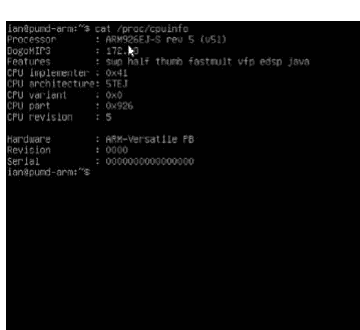 ian@pumd-arm:~$ cat /proc/cpuinfo
Processor : ARM926EJ-S rev 5 (v5l)
BogoMIPS : 172.
Features : swp half thumb fastmult vfp edsp java
CPU implementer : 0x41
CPU architecture: 5TEJ
CPU variant : 0x0
CPU part : 0x926
CPU revision : 5
Hardware : ARM-Versatile PB
Revision : 0000
Serial : 0000000000000000
ian@pumd-arm:~$